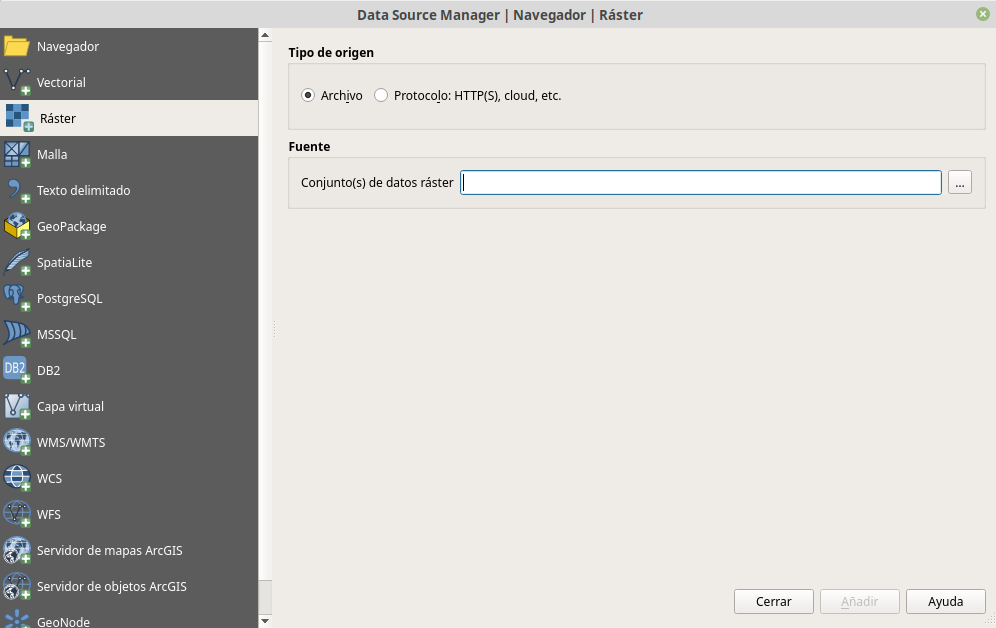 Data Source Manager | Navegador | Ráster
Navegador
Vectorial
Ráster
Malla
Texto delimitado
GeoPackage
SpatiaLite
PostgreSQL
MSSQL
DB2
DB2
Capa virtual
WMS/WMTS
WCS
WFS
Servidor de mapas ArcGIS
Servidor de objetos ArcGIS
GeoNode
Tipo de origen
Archivo
Protocolo: HTTP(S), cloud, etc.
Fuente
Conjunto(s) de datos ráster
...
Cerrar
Añadir
Ayuda